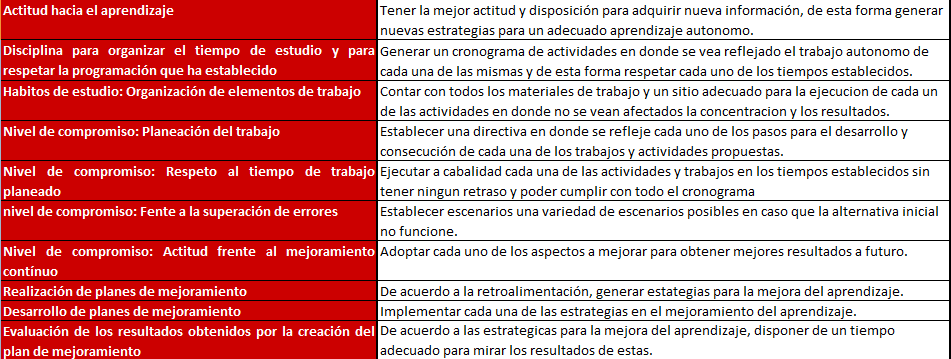 Actitud hacia el aprendizaje
Tener la mejor actitud y disposición para adquirir nueva información, de esta forma generar
nuevas estrategias para un adecuado aprendizaje autonomo.
Disciplina para organizar el tiempo de estudio y para
respetar la programación que ha establecido
Generar un cronograma de actividades en donde se vea reflejado el trabajo autonomo de
cada una de las mismas y de esta forma respetar cada uno de los tiempos establecidos.
Habitos de estudio: Organización de elementos de trabajo
Contar con todos los materiales de trabajo y un sitio adecuado para la ejecucion de cada un
de las actividades en donde no se vean afectados la concentracion y los resultados.
Nivel de compromiso: Planeación del trabajo
Establecer una directiva en donde se refleje cada uno de los pasos para el desarrollo y
consecución de cada una de los trabajos y actividades propuestas.
Nivel de compromiso: Respeto al tiempo de trabajo
planeado
Ejecutar a cabalidad cada una de las actividades y trabajos en los tiempos establecidos sin
tener ningun retraso y poder cumplir con todo el cronograma
nivel de compromiso: Fente a la superación de errores
Establecer escenarios una variedad de escenarios posibles en caso que la alternativa inicial
no funcione.
Nivel de compromiso: Actitud frente al mejoramiento
contínuo
Adoptar cada uno de los aspectos a mejorar para obtener mejores resultados a futuro.
Realización de planes de mejoramiento
De acuerdo a la retroalimentación, generar estategias para la mejora del aprendizaje.
Desarrollo de planes de mejoramiento
Implementar cada una de las estrategias en el mejoramiento del aprendizaje.
Evaluación de los resultados obtenidos por la creación del
plan de mejoramiento
De acuerdo a las estrategicas para la mejora del aprendizaje, disponer de un tiempo
adecuado para mirar los resultados de estas.